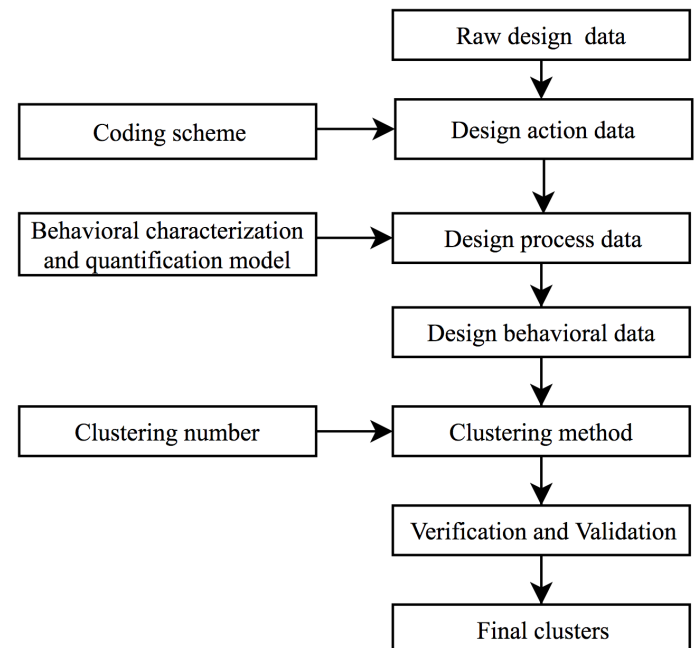 Raw design data
Coding scheme
Design action data
Behavioral characterization
and quantification model
Design process data
Design behavioral data
Clustering number
Clustering method
Verification and Validation
Final clusters